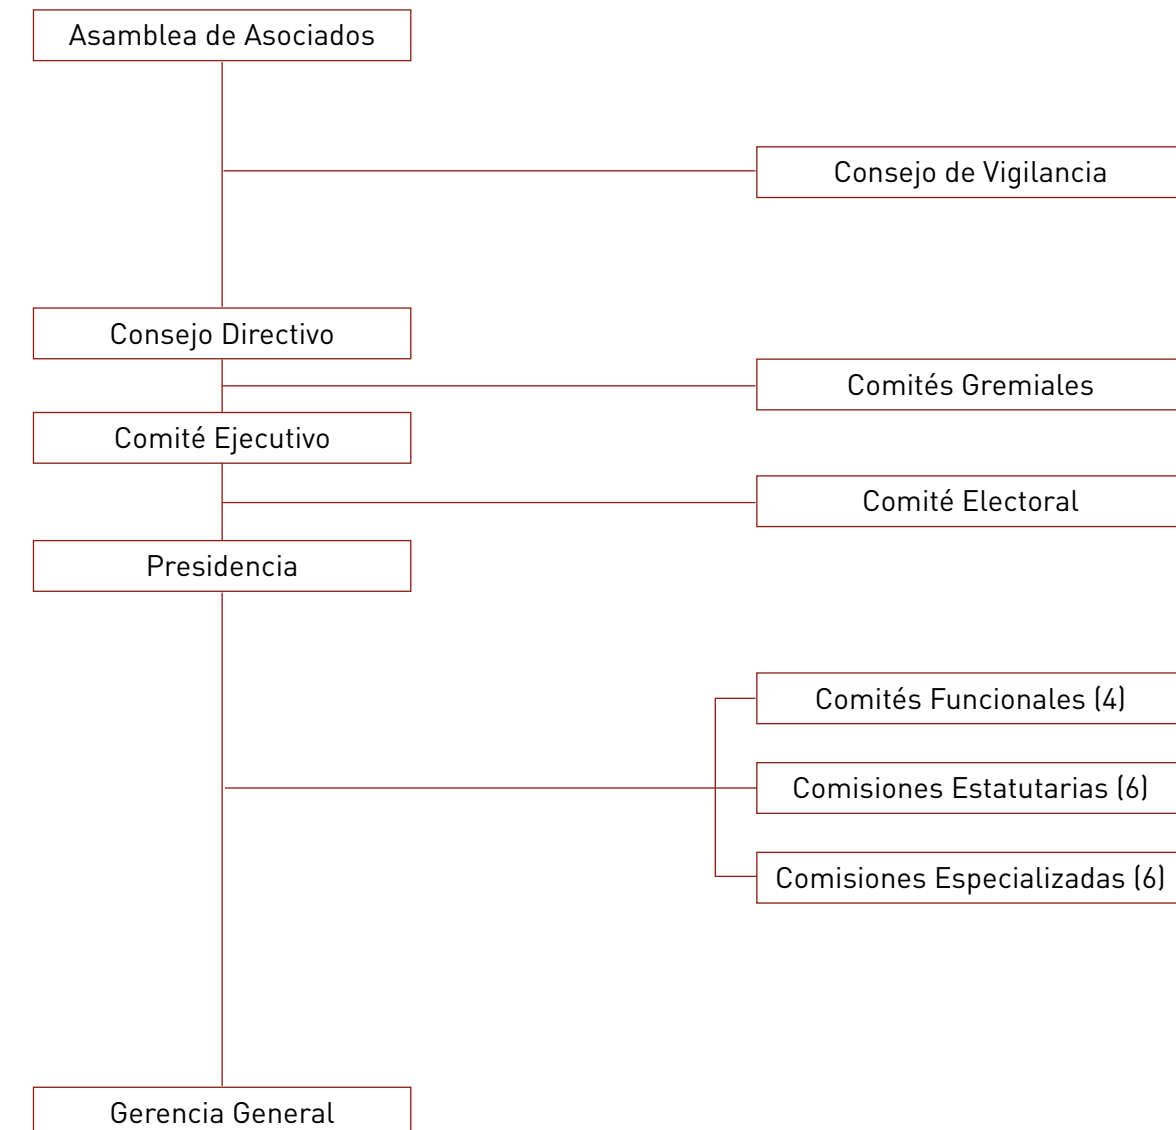 Asamblea de Asociados
Consejo de Vigilancia
Consejo Directivo
Comités Gremiales
Comité Ejecutivo
Comité Electoral
Presidencia
Comités Funcionales (4)
Comisiones Estatutarias (6)
Comisiones Especializadas (6)
Gerencia General